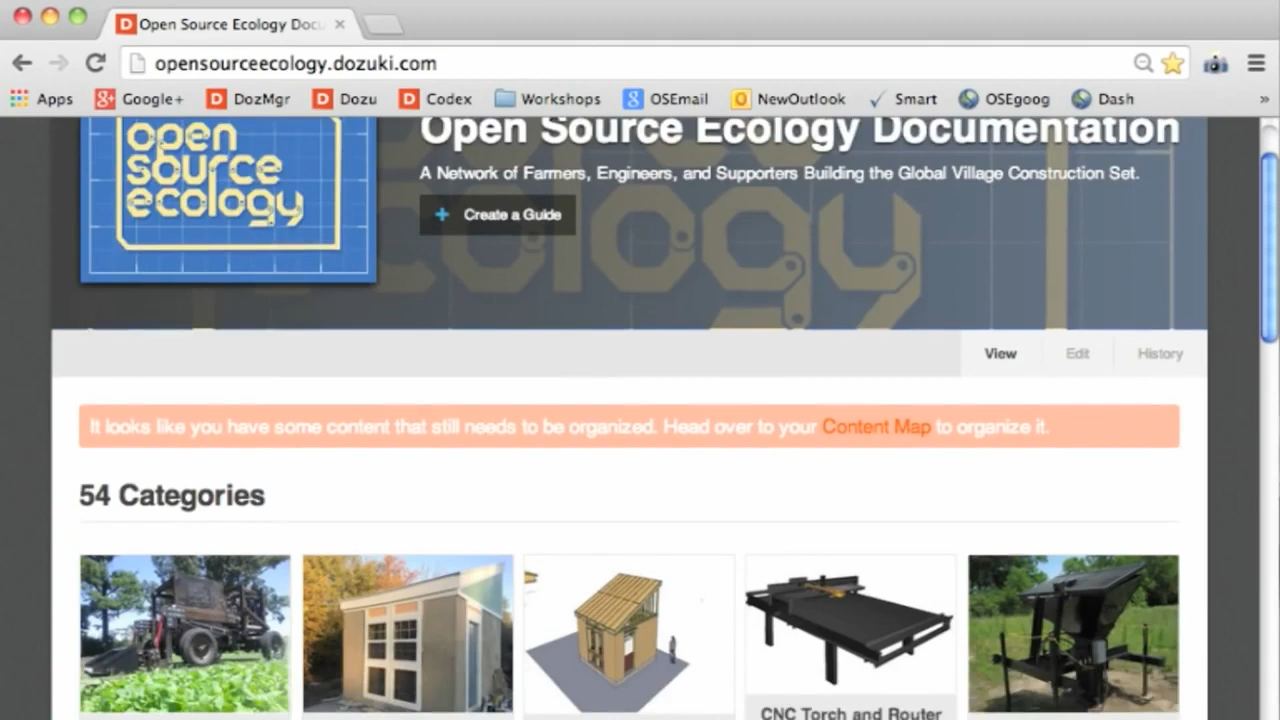 Open Source Ecology Docu
opensourceecology.dozuki.com
Apps Google+ DozMgr Dozu Codex Workshops OSEmail NewOutlook Smart OSEgoog Dash »
open
source
ecology
Open Source Ecology Documentation
A Network of Farmers, Engineers, and Supporters Building the Global Village Construction Set.
+ Create a Guide
ecology
View Edit History
It looks like you have some content that still needs to be organized. Head over to your Content Map to organize it.
54 Categories
CNC Torch and Router